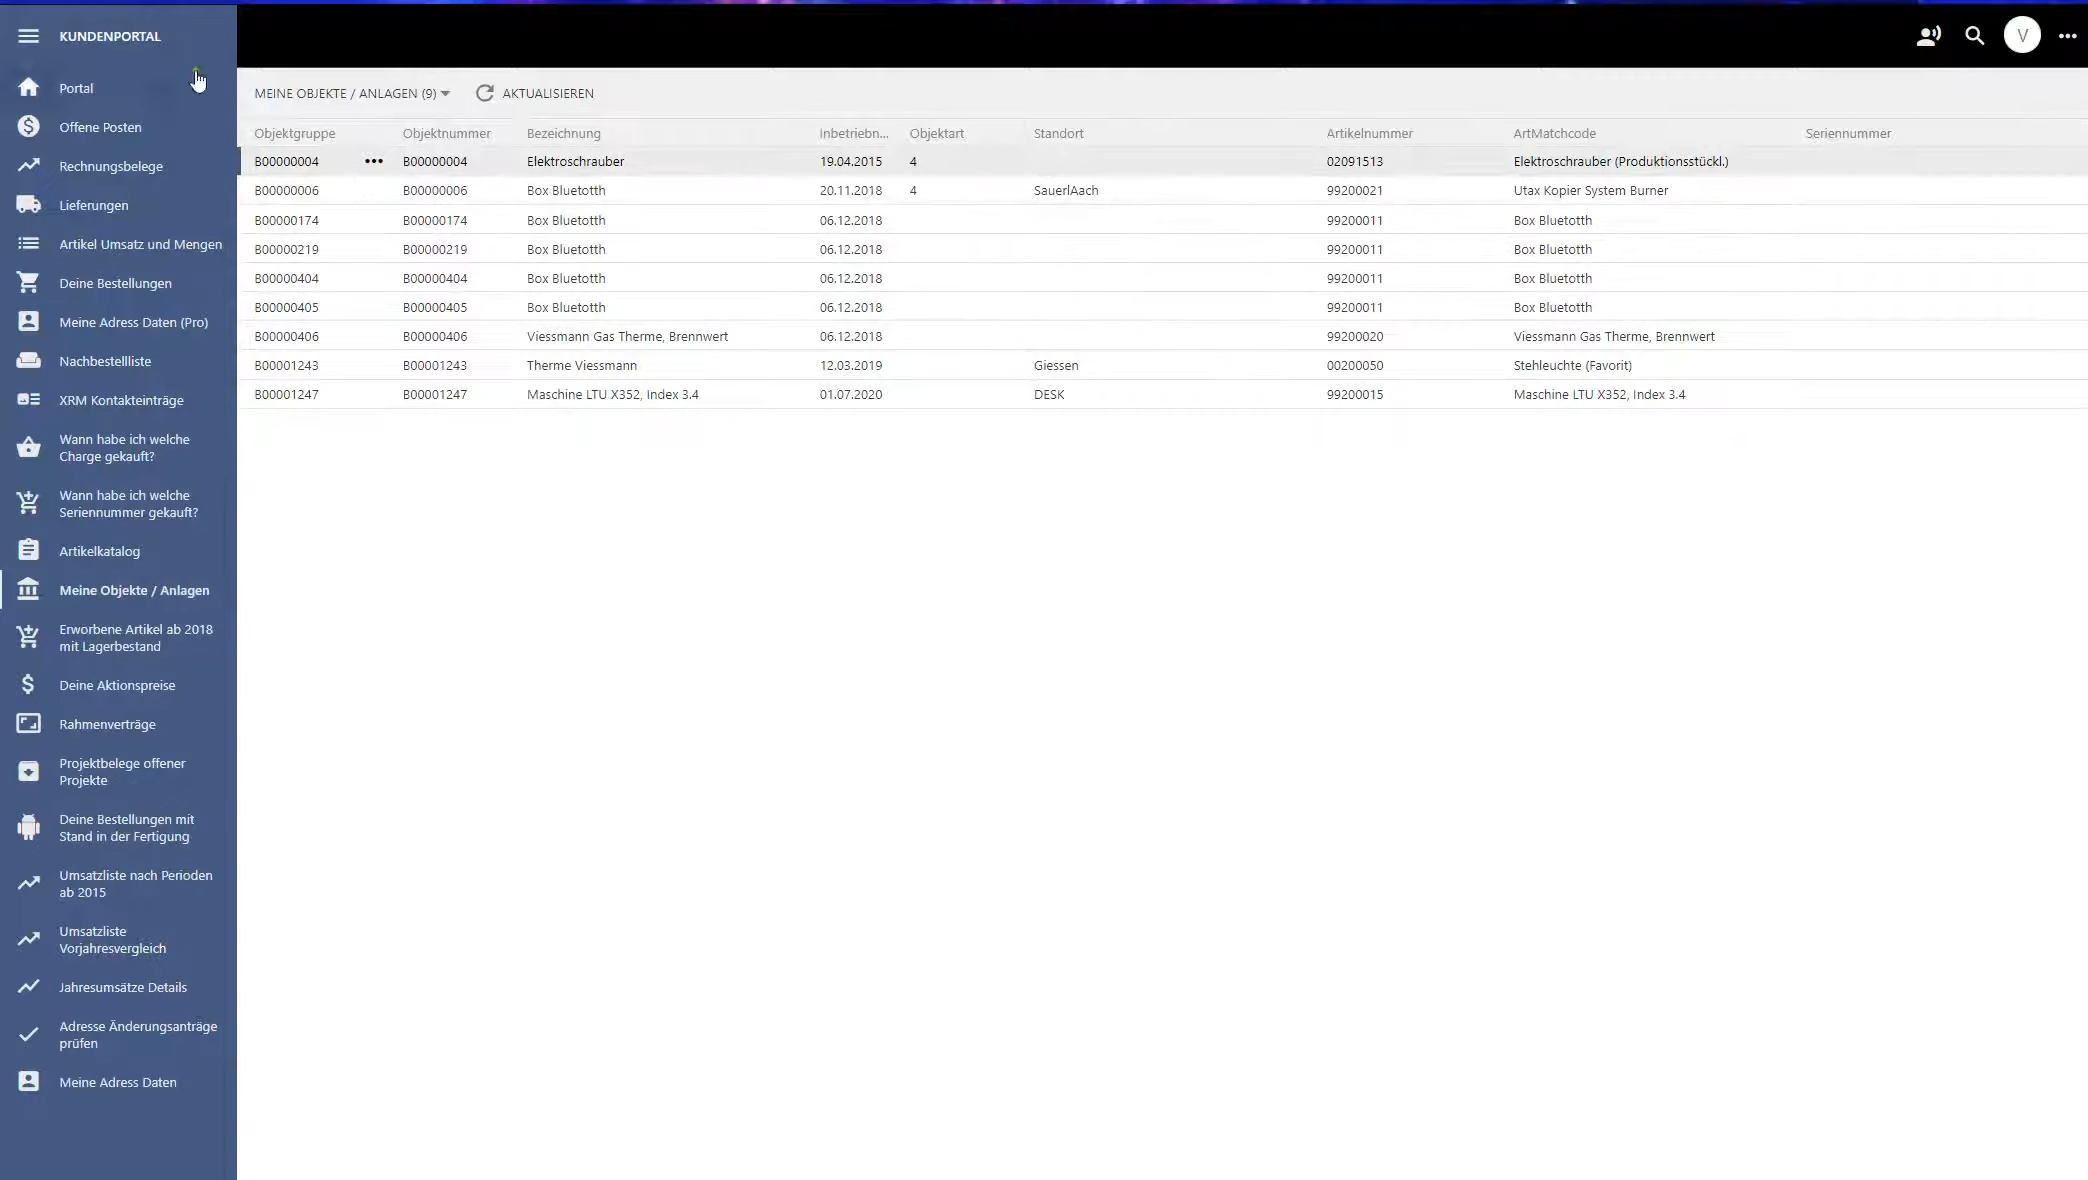 KUNDENPORTAL
V
Portal
Offene Posten
Rechnungsbelege
Lieferungen
Artikel Umsatz und Mengen
Deine Bestellungen
Meine Adress Daten (Pro)
Nachbestellliste
XRM Kontakteinträge
Wann habe ich welche
Charge gekauft?
Wann habe ich welche
Seriennummer gekauft?
Artikelkatalog
Meine Objekte / Anlagen
Erworbene Artikel ab 2018
mit Lagerbestand
Deine Aktionspreise
Rahmenverträge
Projektbelege offener
Projekte
Deine Bestellungen mit
Stand in der Fertigung
Umsatzliste nach Perioden
ab 2015
Umsatzliste
Vorjahresvergleich
Jahresumsätze Details
Adresse Änderungsanträge
prüfen
Meine Adress Daten
MEINE OBJEKTE / ANLAGEN (9) AKTUALISIEREN
Objektgruppe Objektnummer Bezeichnung Inbetriebn... Objektart Standort Artikelnummer ArtMatchcode Seriennummer
B00000004 ••• B00000004 Elektroschrauber 19.04.2015 4 02091513 Elektroschrauber (Produktionsstückl.)
B00000006 B00000006 Box Bluetotth 20.11.2018 4 SauerlAach 99200021 Utax Kopier System Burner
B00000174 B00000174 Box Bluetotth 06.12.2018 99200011 Box Bluetotth
B00000219 B00000219 Box Bluetotth 06.12.2018 99200011 Box Bluetotth
B00000404 B00000404 Box Bluetotth 06.12.2018 99200011 Box Bluetotth
B00000405 B00000405 Box Bluetotth 06.12.2018 99200011 Box Bluetotth
B00000406 B00000406 Viessmann Gas Therme, Brennwert 06.12.2018 99200020 Viessmann Gas Therme, Brennwert
B00001243 B00001243 Therme Viessmann 12.03.2019 Giessen 00200050 Stehleuchte (Favorit)
B00001247 B00001247 Maschine LTU X352, Index 3.4 01.07.2020 DESK 99200015 Maschine LTU X352, Index 3.4